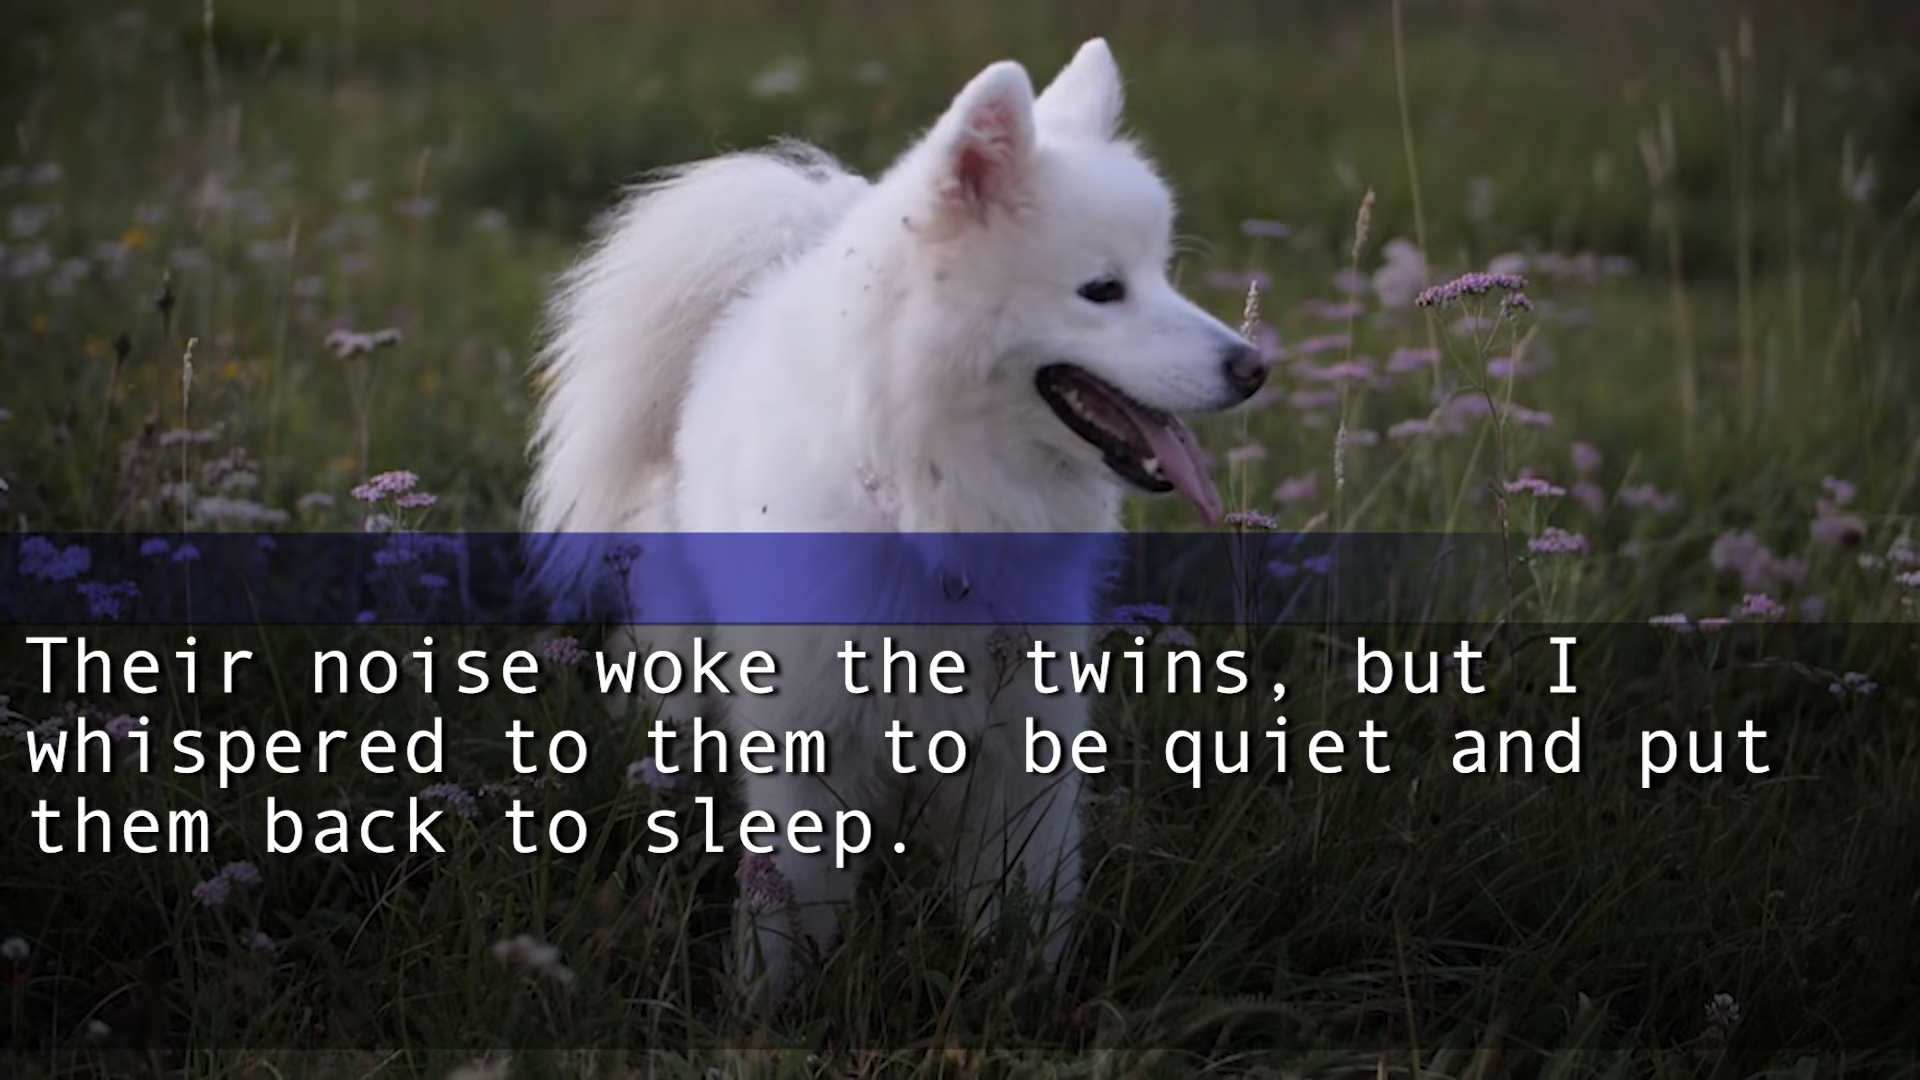 Their noise woke the twins, but I
whispered to them to be quiet and put
them back to sleep.